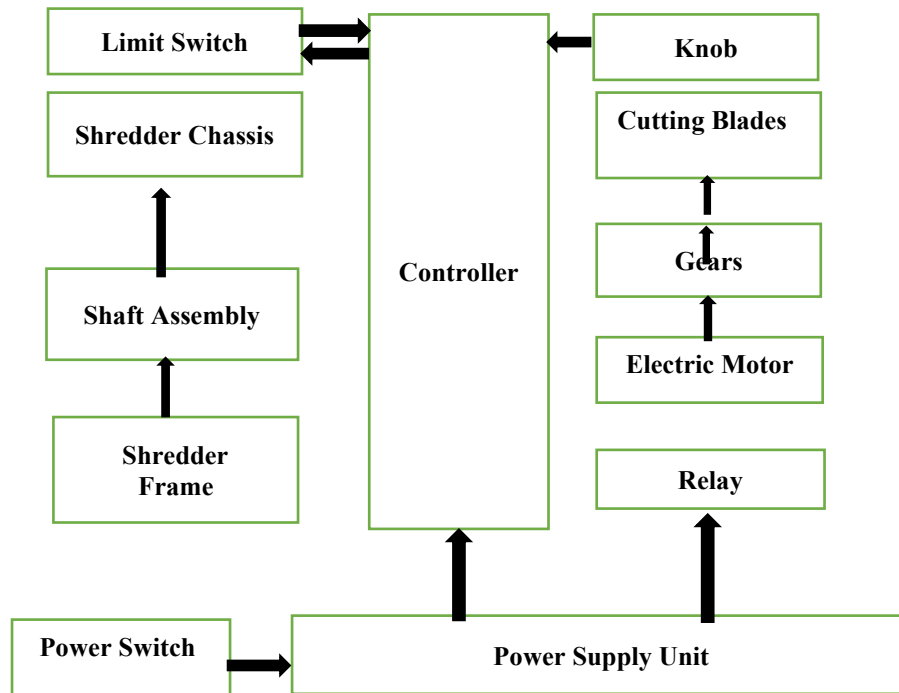 Limit Switch
Knob
Shredder Chassis
Cutting Blades
Controller
Gears
Shaft Assembly
Electric Motor
Shredder
Frame
Relay
Power Switch
Power Supply Unit